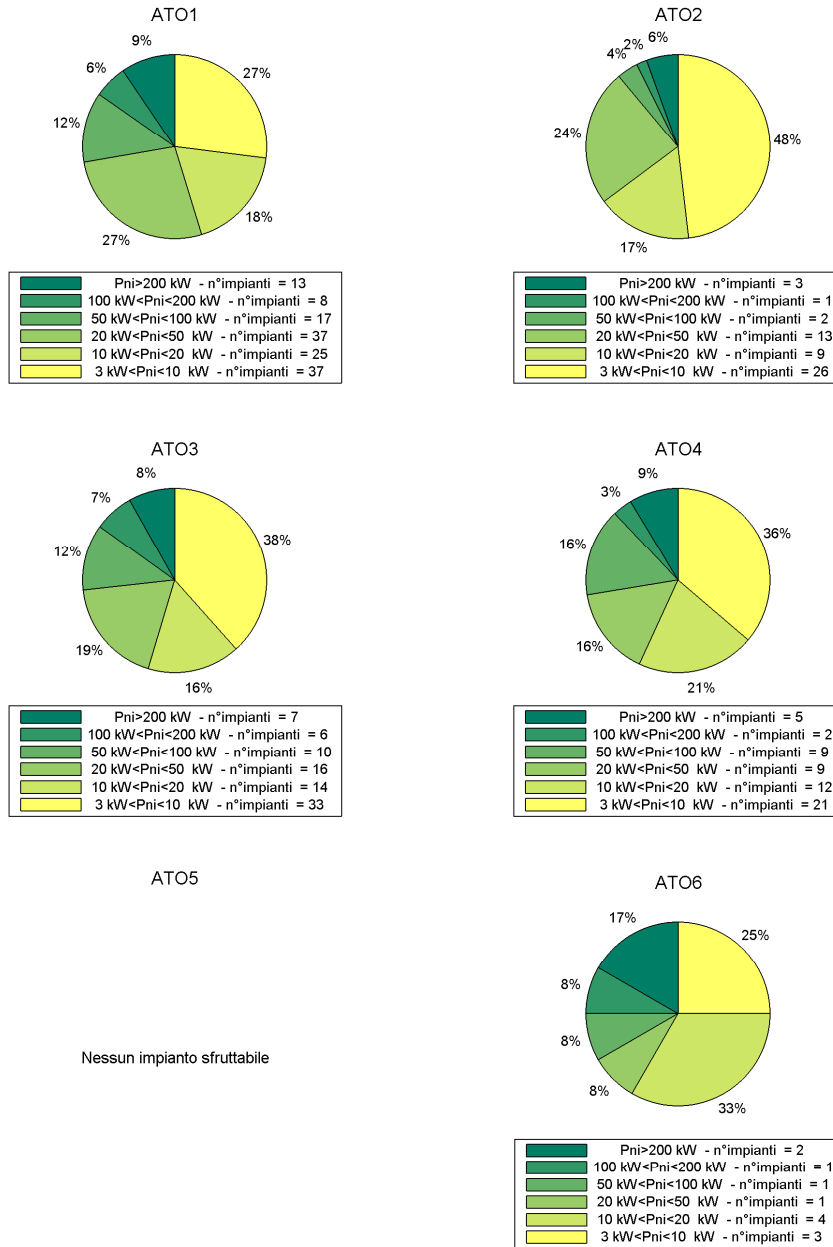 ATO1
9%
27%
6%
12%
18%
27%
Pni>200 kW - n°impianti = 13
100 kW<Pni<200 kW - n°impianti = 8
50 kW<Pni<100 kW - n°impianti = 17
20 kW<Pni<50 kW - n°impianti = 37
10 kW<Pni<20 kW - n°impianti = 25
3 kW<Pni<10 kW - n°impianti = 37
ATO2
6%
2%
4%
24%
48%
17%
Pni>200 kW - n°impianti = 3
100 kW<Pni<200 kW - n°impianti = 1
50 kW<Pni<100 kW - n°impianti = 2
20 kW<Pni<50 kW - n°impianti = 13
10 kW<Pni<20 kW - n°impianti = 9
3 kW<Pni<10 kW - n°impianti = 26
ATO3
8%
7%
38%
12%
19%
16%
Pni>200 kW - n°impianti = 7
100 kW<Pni<200 kW - n°impianti = 6
50 kW<Pni<100 kW - n°impianti = 10
20 kW<Pni<50 kW - n°impianti = 16
10 kW<Pni<20 kW - n°impianti = 14
3 kW<Pni<10 kW - n°impianti = 33
ATO4
9%
3%
36%
16%
16%
21%
Pni>200 kW - n°impianti = 5
100 kW<Pni<200 kW - n°impianti = 2
50 kW<Pni<100 kW - n°impianti = 9
20 kW<Pni<50 kW - n°impianti = 9
10 kW<Pni<20 kW - n°impianti = 12
3 kW<Pni<10 kW - n°impianti = 21
ATO5
Nessun impianto sfruttabile
ATO6
17%
25%
8%
8%
8%
33%
Pni>200 kW - n°impianti = 2
100 kW<Pni<200 kW - n°impianti = 1
50 kW<Pni<100 kW - n°impianti = 1
20 kW<Pni<50 kW - n°impianti = 1
10 kW<Pni<20 kW - n°impianti = 4
3 kW<Pni<10 kW - n°impianti = 3